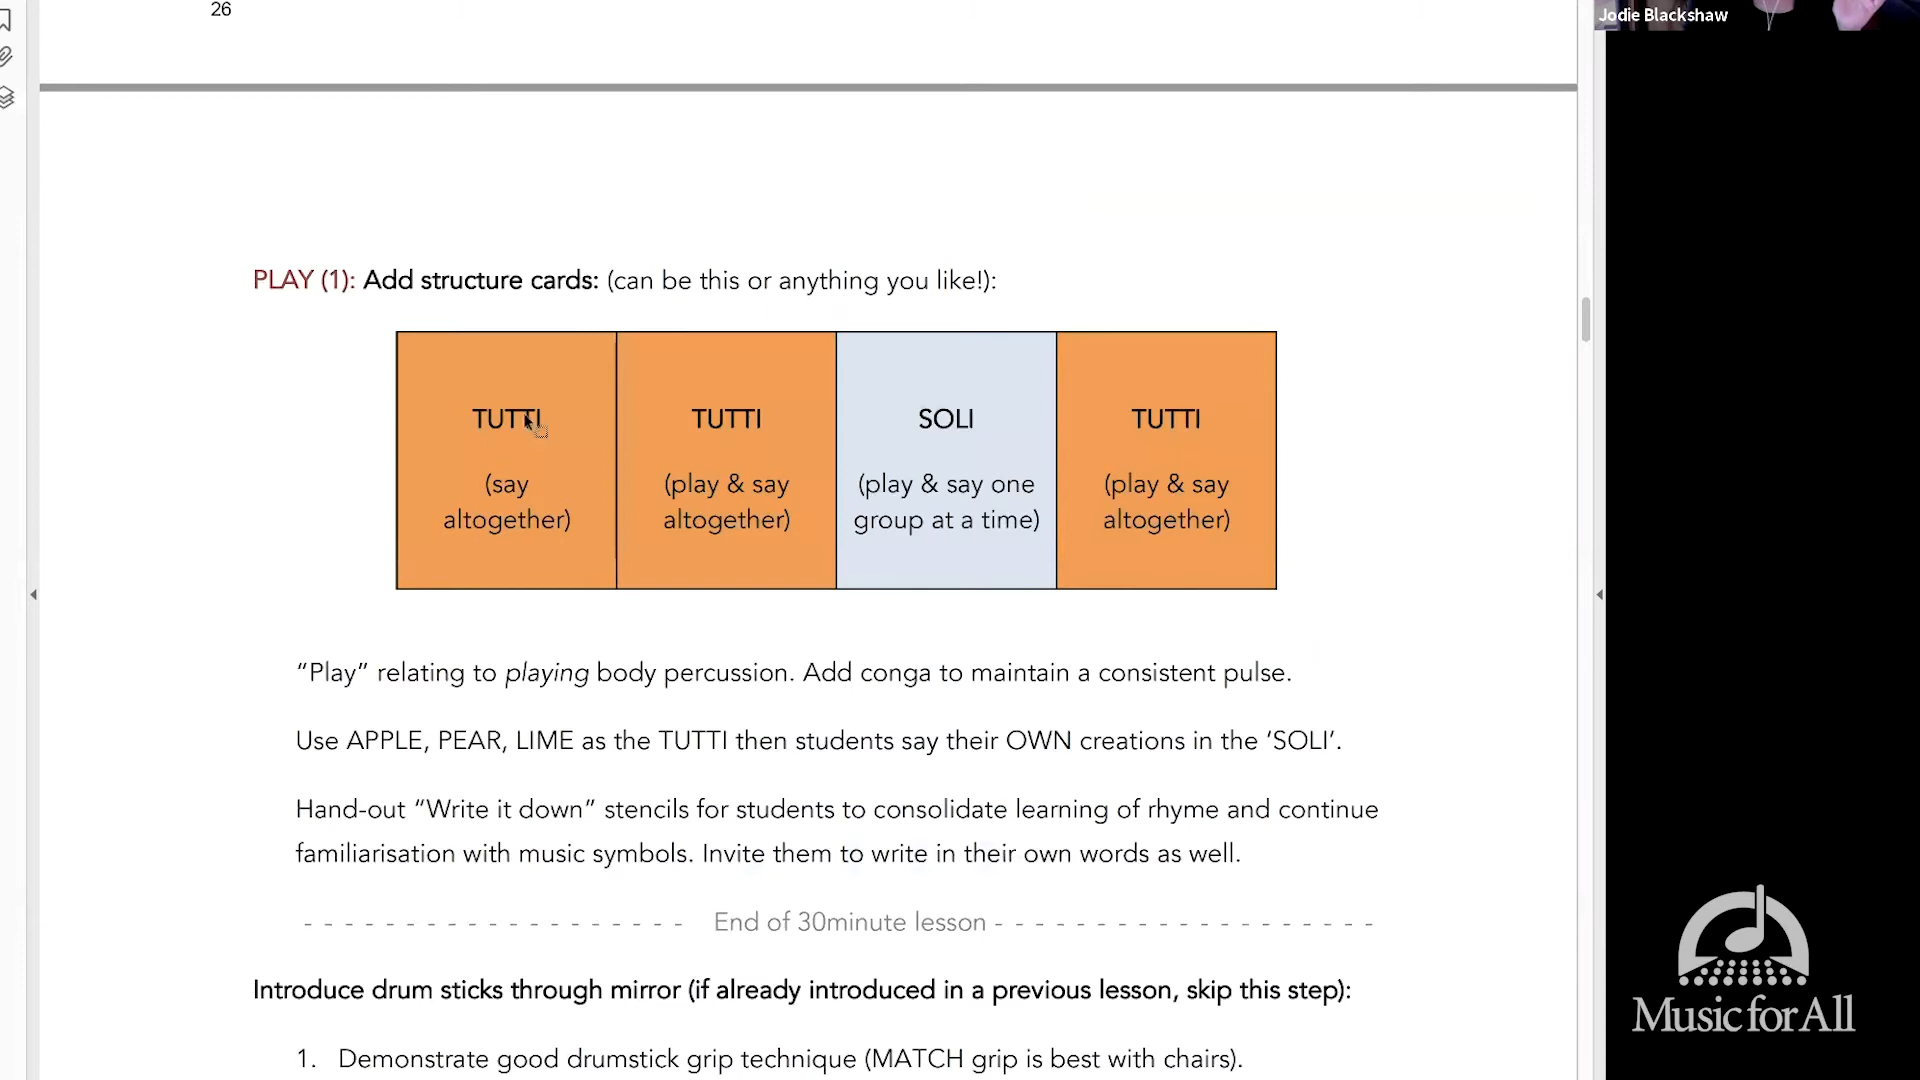 26
Jodie Blackshaw
PLAY (1): Add structure cards: (can be this or anything you like!):
TUTTI
(say
altogether)
TUTTI
(play & say
altogether)
SOLI
(play & say one
group at a time)
TUTTI
(play & say
altogether)
“Play” relating to playing body percussion. Add conga to maintain a consistent pulse.
Use APPLE, PEAR, LIME as the TUTTI then students say their OWN creations in the ‘SOLI’.
Hand-out “Write it down” stencils for students to consolidate learning of rhyme and continue
familiarisation with music symbols. Invite them to write in their own words as well.
- - - - - - - - - - - - - - - - - - - End of 30minute lesson - - - - - - - - - - - - - - - - - - -
Introduce drum sticks through mirror (if already introduced in a previous lesson, skip this step):
1. Demonstrate good drumstick grip technique (MATCH grip is best with chairs).
Music for All